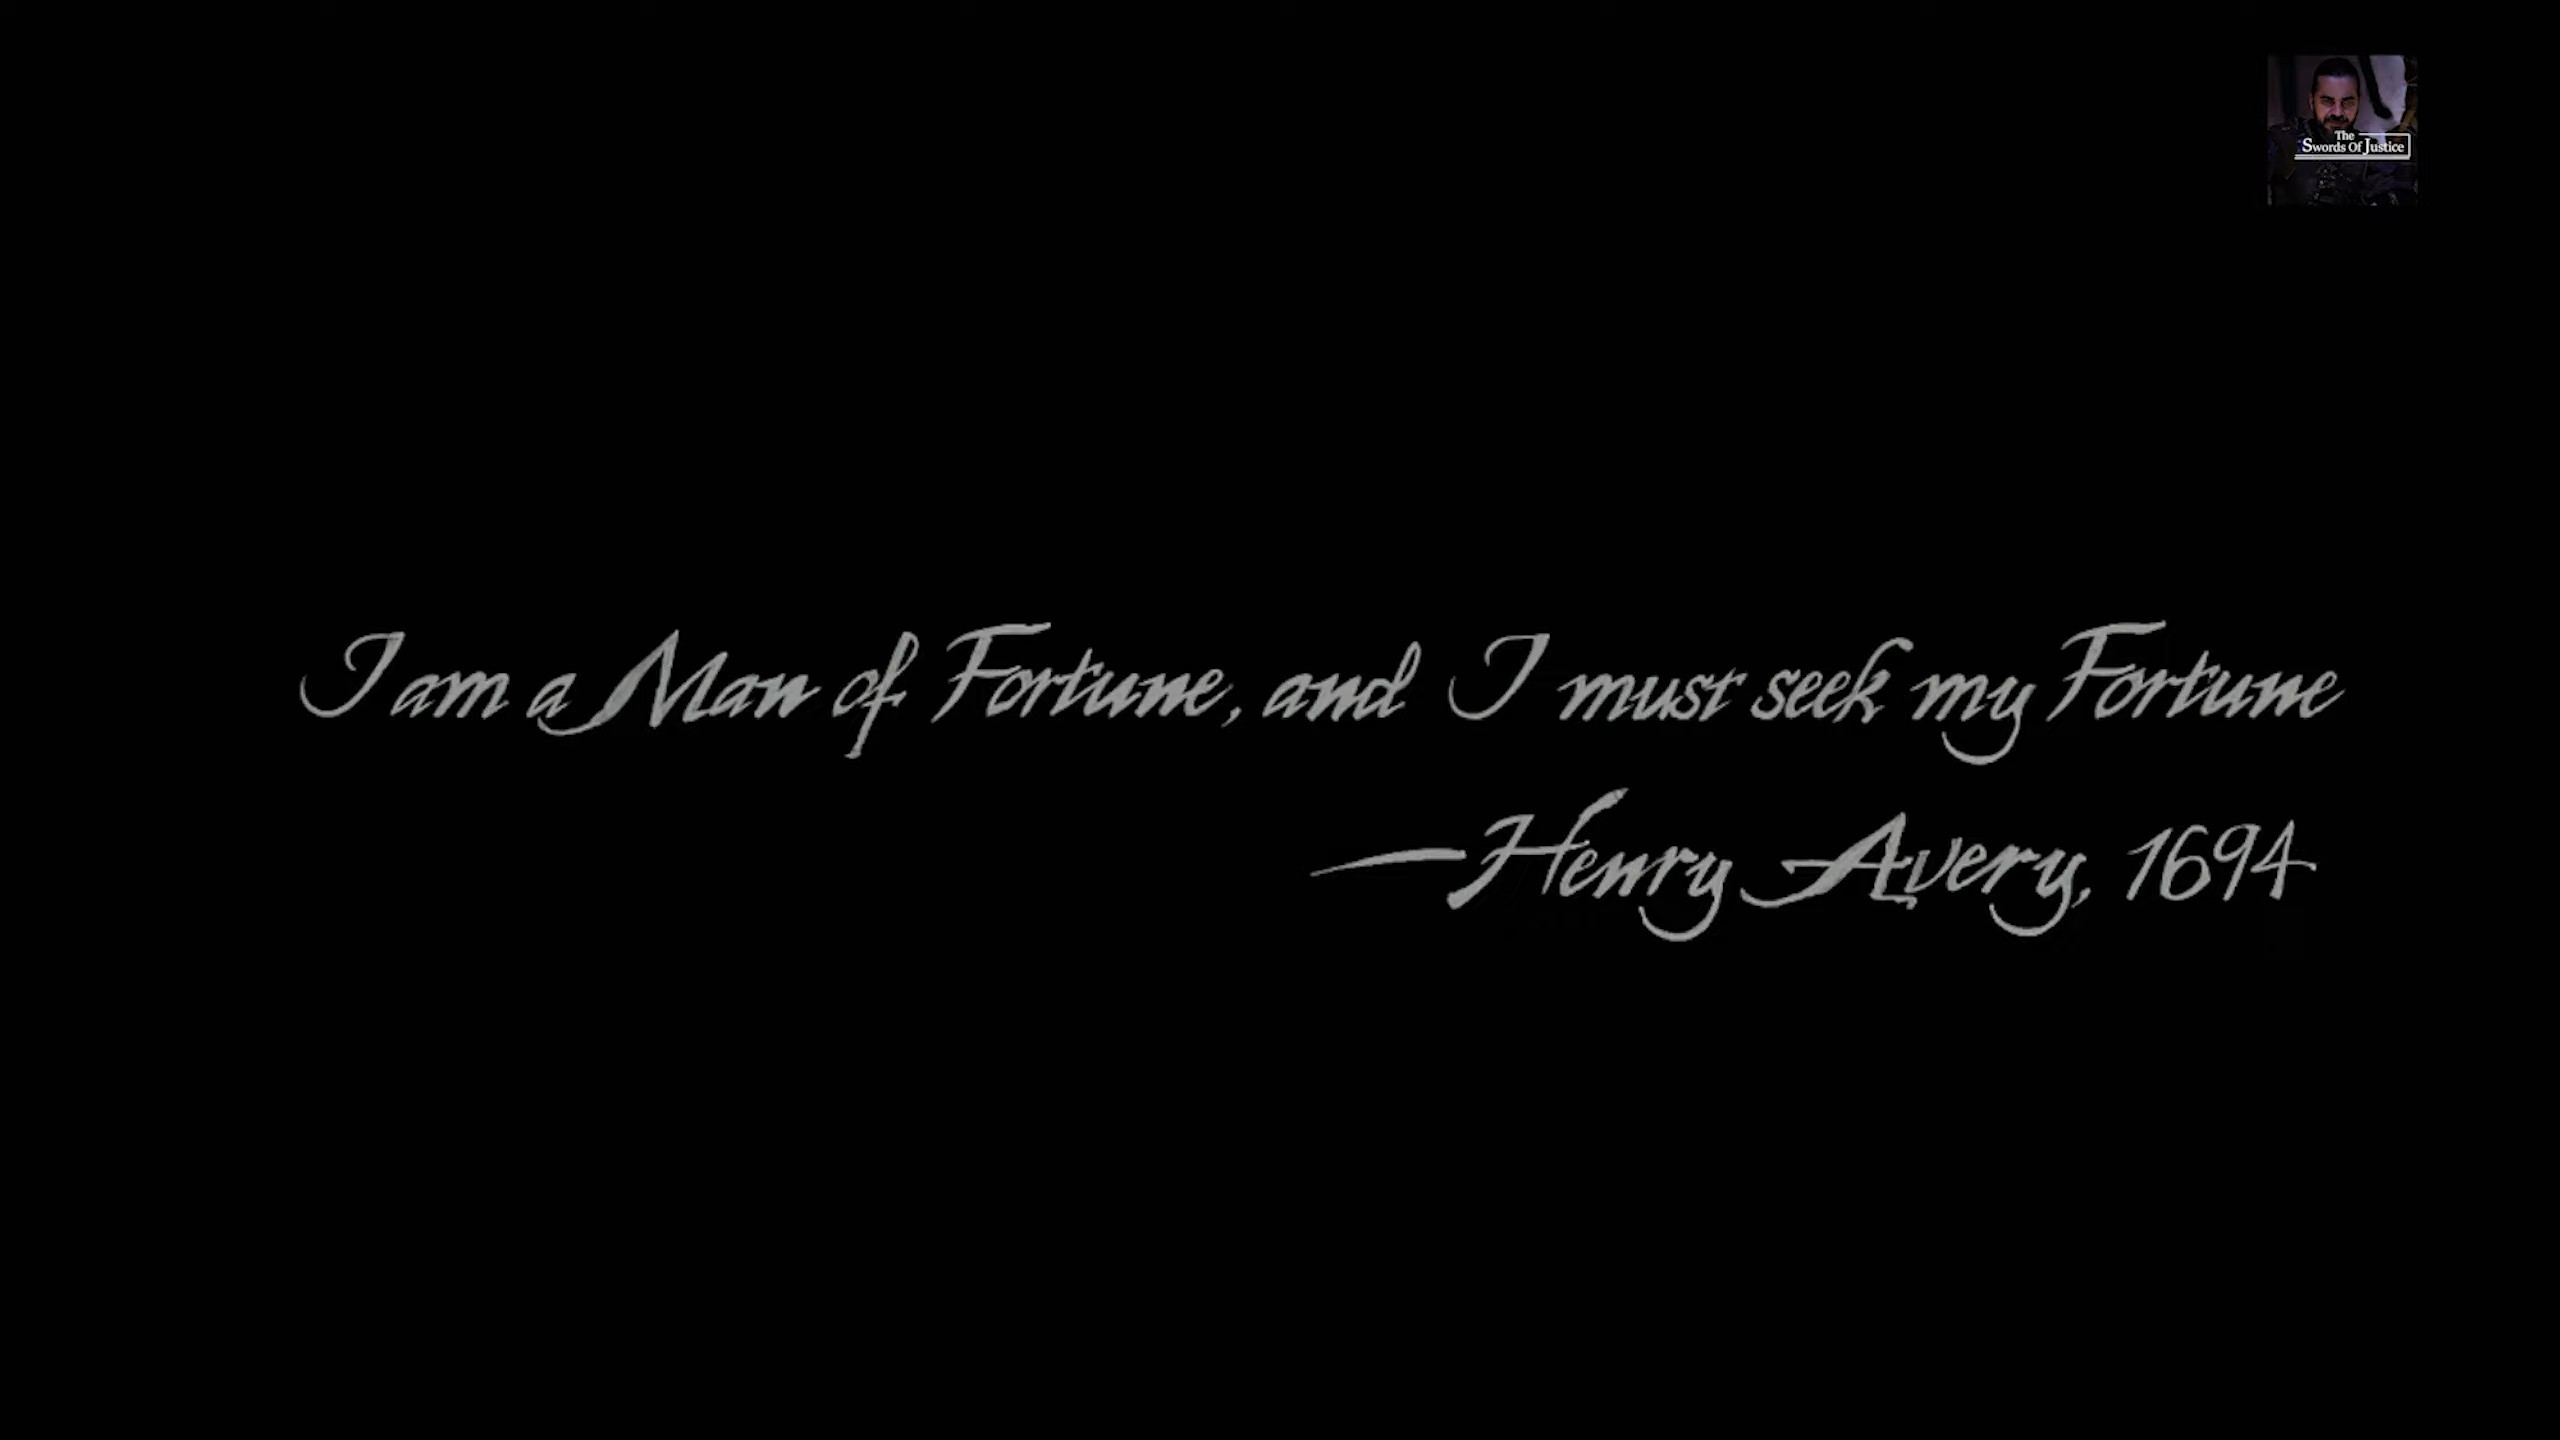 The
Swords Of Justice
I am a Man of Fortune, and I must seek my Fortune
—Henry Avery, 1694